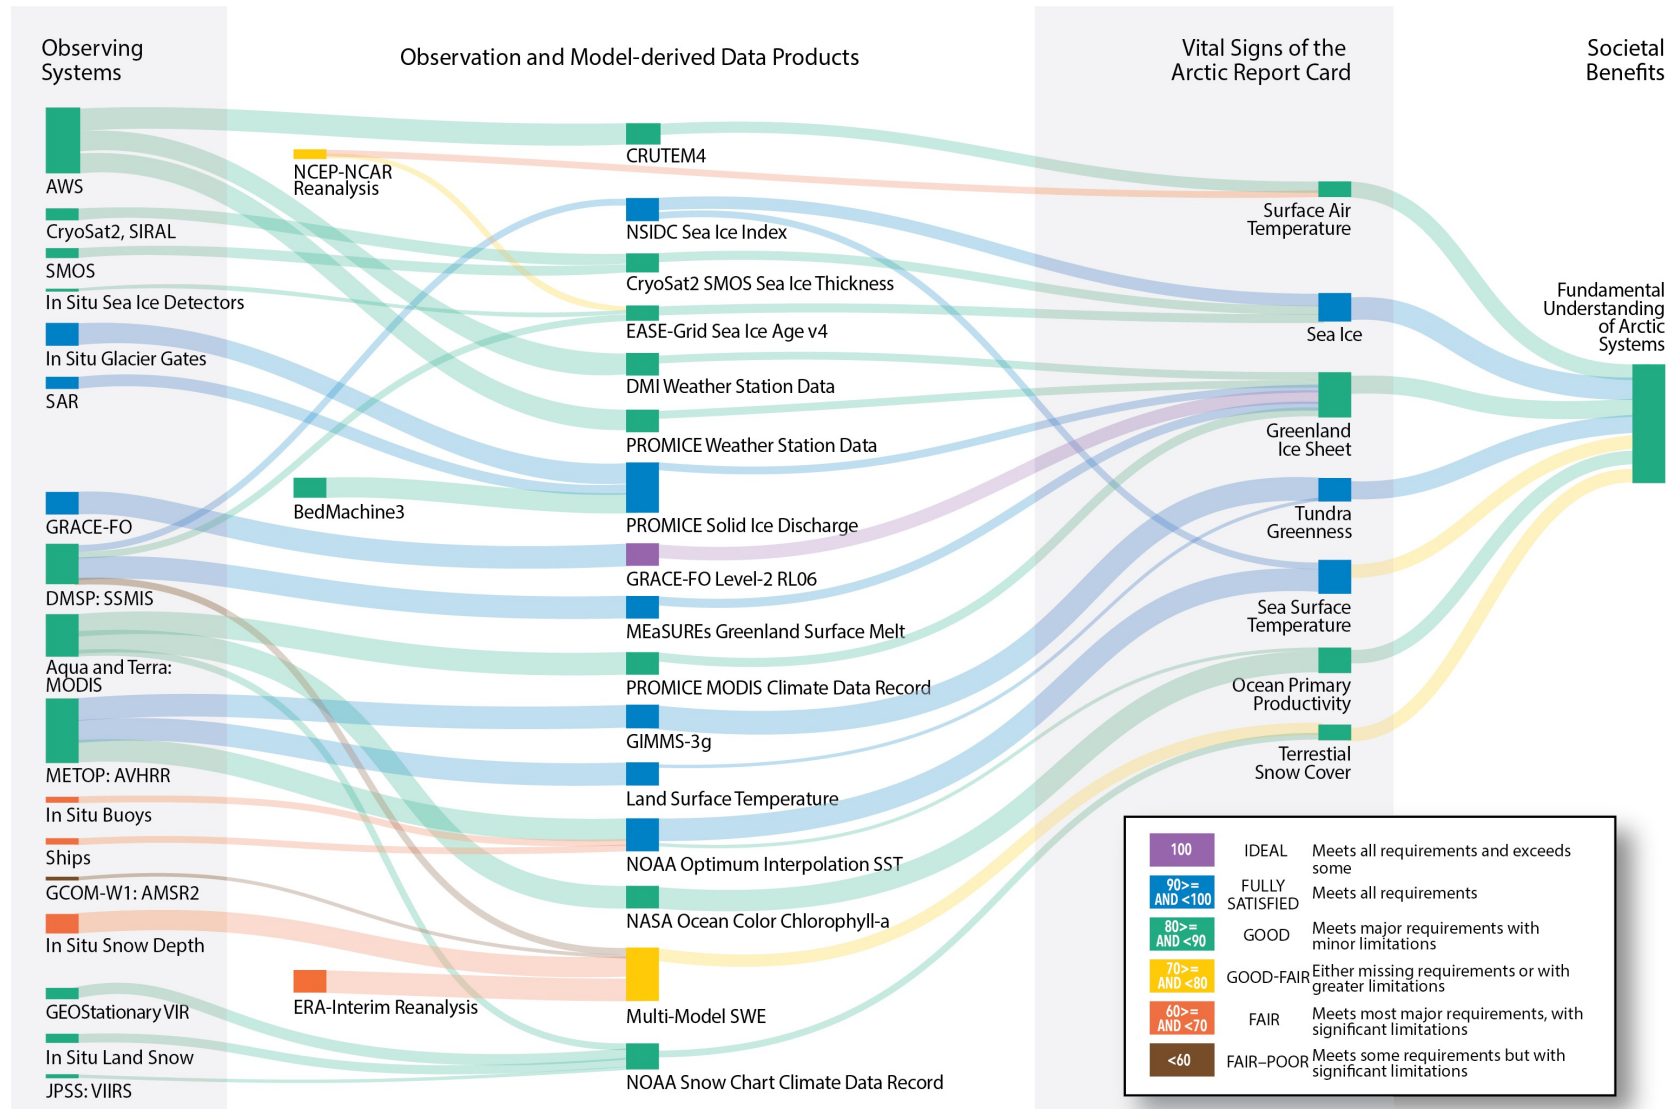 Observing
Systems
Observation and Model-derived Data Products
Vital Signs of the
Arctic Report Card
Societal
Benefits
AWS
CryoSat2, SIRAL
SMOS
In Situ Sea Ice Detectors
In Situ Glacier Gates
SAR
GRACE-FO
DMSP: SSMIS
Aqua and Terra:
MODIS
METOP: AVHRR
In Situ Buoys
Ships
GCOM-W1: AMSR2
In Situ Snow Depth
GEOStationary VIR
In Situ Land Snow
JPSS: VIIRS
NCEP-NCAR
Reanalysis
BedMachine3
ERA-Interim Reanalysis
CRUTEM4
NSIDC Sea Ice Index
CryoSat2 SMOS Sea Ice Thickness
EASE-Grid Sea Ice Age v4
DMI Weather Station Data
PROMICE Weather Station Data
PROMICE Solid Ice Discharge
GRACE-FO Level-2 RL06
MEaSUREs Greenland Surface Melt
PROMICE MODIS Climate Data Record
GIMMS-3g
Land Surface Temperature
NOAA Optimum Interpolation SST
NASA Ocean Color Chlorophyll-a
Multi-Model SWE
NOAA Snow Chart Climate Data Record
Surface Air
Temperature
Sea Ice
Greenland
Ice Sheet
Tundra
Greenness
Sea Surface
Temperature
Ocean Primary
Productivity
Terrestial
Snow Cover
Fundamental
Understanding
of Arctic
Systems
100
IDEAL
Meets all requirements and exceeds
some
90>=
AND <100
FULLY
SATISFIED
Meets all requirements
80>=
AND <90
GOOD
Meets major requirements with
minor limitations
70>=
AND <80
GOOD-FAIR
Either missing requirements or with
greater limitations
60>=
AND <70
FAIR
Meets most major requirements, with
significant limitations
<60
FAIR–POOR
Meets some requirements but with
significant limitations